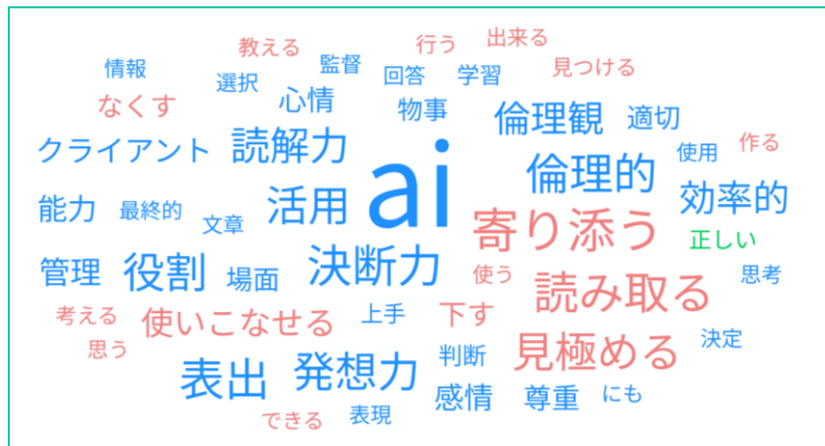 教える
行う
出来る
情報
選択
監督
回答
学習
見つける
なくす
心情
物事
倫理観
適切
クライアント
読解力
ai
使用
作る
能力
最終的
文章
活用
倫理的
効率的
寄り添う
正しい
管理
役割
場面
決断力
使う
読み取る
思考
考える
使いこなせる
上手
下す
思う
見極める
決定
表出
発想力
判断
感情
尊重
にも
できる
表現